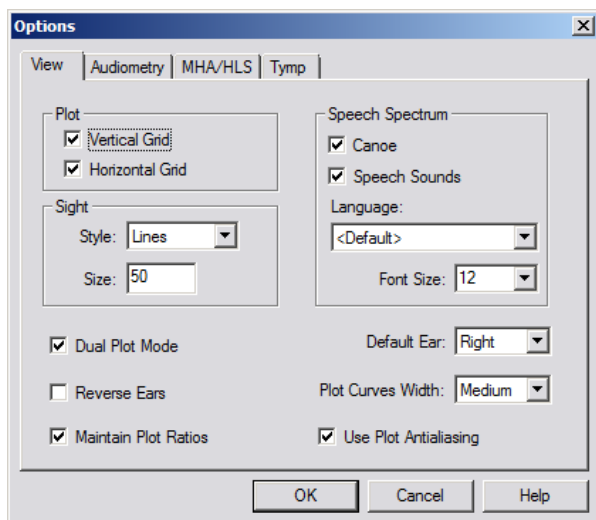 Options
View Audiometry MHA/HLS Tymp
Plot
Vertical Grid
Horizontal Grid
Sight
Style: Lines
Size: 50
Speech Spectrum
Canoe
Speech Sounds
Language:
<Default>
Font Size: 12
Dual Plot Mode
Default Ear: Right
Reverse Ears
Plot Curves Width: Medium
Maintain Plot Ratios
Use Plot Antialiasing
OK Cancel Help